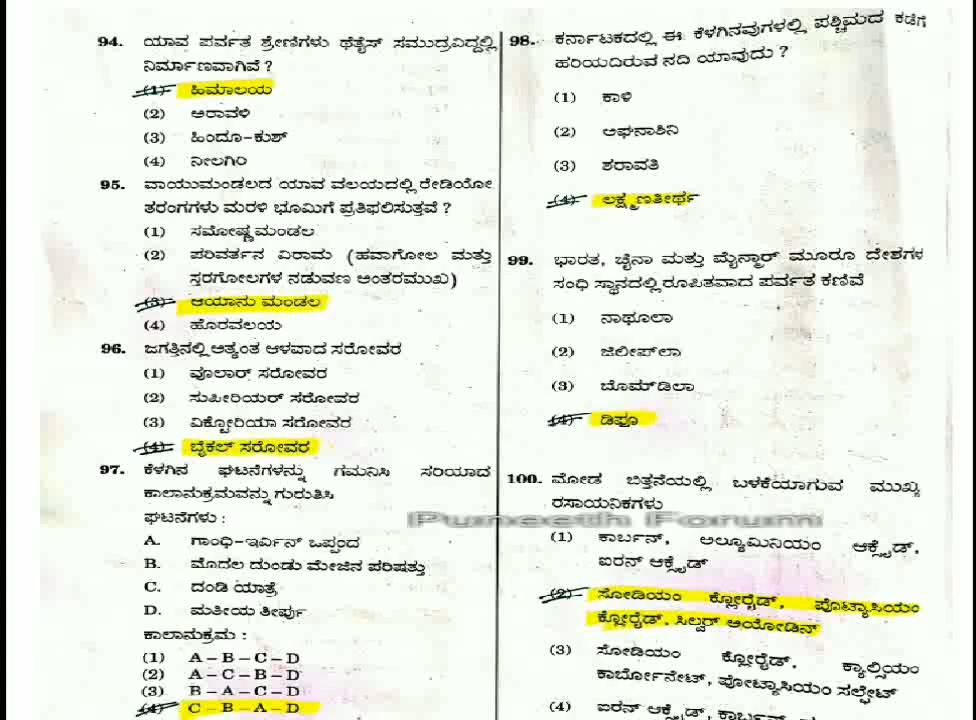 94. ಯಾವ ಪರ್ವತ ಶ್ರೇಣಿಗಳು ಥೆತೈಸ್ ಸಮುದ್ರವಿದ್ದಲ್ಲಿ
ನಿರ್ಮಾಣವಾಗಿವೆ ?
(1) ಹಿಮಾಲಯ
(2) ಅರಾವಳಿ
(3) ಹಿಂದೂ-ಕುಶ್
(4) ನೀಲಗಿರಿ
95. ವಾಯುಮಂಡಲದ ಯಾವ ವಲಯದಲ್ಲಿ ರೇಡಿಯೋ
ತರಂಗಗಳು ಮರಳಿ ಭೂಮಿಗೆ ಪ್ರತಿಫಲಿಸುತ್ತವೆ ?
(1) ಸಮೋಷ್ಣ ಮಂಡಲ
(2) ಪರಿವರ್ತನ ವಿರಾಮ (ಹವಾಗೋಲ ಮತ್ತು
ಸ್ತರಗೋಲಗಳ ನಡುವಣ ಅಂತರಮುಖ)
(3) ಆಯಾನು ಮಂಡಲ
(4) ಹೊರವಲಯ
96. ಜಗತ್ತಿನಲ್ಲಿ ಅತ್ಯಂತ ಆಳವಾದ ಸರೋವರ
(1) ವೂಲಾರ್ ಸರೋವರ
(2) ಸುಪೀರಿಯರ್ ಸರೋವರ
(3) ವಿಕ್ಟೋರಿಯಾ ಸರೋವರ
(4) ಬೈಕಲ್ ಸರೋವರ
97. ಕೆಳಗಿನ ಘಟನೆಗಳನ್ನು ಗಮನಿಸಿ ಸರಿಯಾದ
ಕಾಲಾನುಕ್ರಮವನ್ನು ಗುರುತಿಸಿ
ಘಟನೆಗಳು :
A. ಗಾಂಧಿ-ಇರ್ವಿನ್ ಒಪ್ಪಂದ
B. ಮೊದಲ ದುಂಡು ಮೇಜಿನ ಪರಿಷತ್ತು
C. ದಂಡಿ ಯಾತ್ರೆ
D. ಮತೀಯ ತೀರ್ಪು
ಕಾಲಾನುಕ್ರಮ :
(1) A – B – C – D
(2) A – C – B – D
(3) B – A – C – D
(4) C – B – A – D
98. ಕರ್ನಾಟಕದಲ್ಲಿ ಈ ಕೆಳಗಿನವುಗಳಲ್ಲಿ ಪಶ್ಚಿಮದ ಕಡೆಗೆ
ಹರಿಯದಿರುವ ನದಿ ಯಾವುದು ?
(1) ಕಾಳಿ
(2) ಅಘನಾಶಿನಿ
(3) ಶರಾವತಿ
(4) ಲಕ್ಷ್ಮಣತೀರ್ಥ
99. ಭಾರತ, ಚೈನಾ ಮತ್ತು ಮೈನ್ಮಾರ್ ಮೂರೂ ದೇಶಗಳ
ಸಂಧಿ ಸ್ಥಾನದಲ್ಲಿ ರೂಪಿತವಾದ ಪರ್ವತ ಕಣಿವೆ
(1) ನಾಥೂಲಾ
(2) ಜಿಲೀಪ್‌ಲಾ
(3) ಬೊಮ್‌ಡಿಲಾ
(4) ಡಿಫೂ
100. ಮೋಡ ಬಿತ್ತನೆಯಲ್ಲಿ ಬಳಕೆಯಾಗುವ ಮುಖ್ಯ
ರಸಾಯನಿಕಗಳು
Puneeth Forum
(1) ಕಾರ್ಬನ್, ಅಲ್ಯೂಮಿನಿಯಂ ಆಕ್ಸೈಡ್,
ಐರನ್ ಆಕ್ಸೈಡ್
(2) ಸೋಡಿಯಂ ಕ್ಲೋರೈಡ್, ಪೊಟ್ಯಾಸಿಯಂ
ಕ್ಲೋರೈಡ್, ಸಿಲ್ವರ್ ಅಯೋಡಿನ್
(3) ಸೋಡಿಯಂ ಕ್ಲೋರೈಡ್, ಕ್ಯಾಲ್ಸಿಯಂ
ಕಾರ್ಬೋನೇಟ್, ಪೋಟ್ಯಾಸಿಯಂ ಸಲ್ಫೇಟ್
(4) ಐರನ್ ಆಕ್ಸೈಡ್, ಕಾರ್ಬನ್